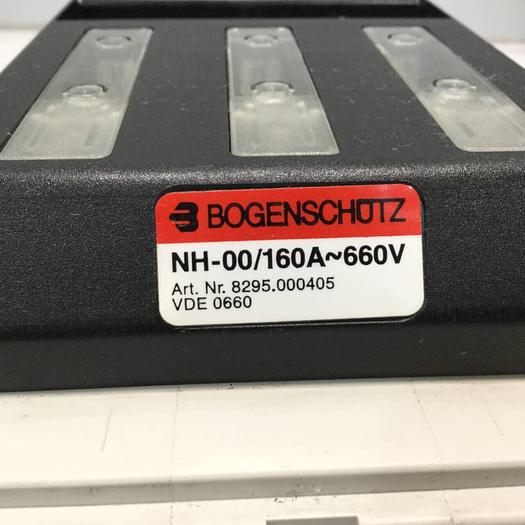 BOGENSCHÜTZ
NH-00/160A~660V
Art. Nr. 8295.000405
VDE 0660